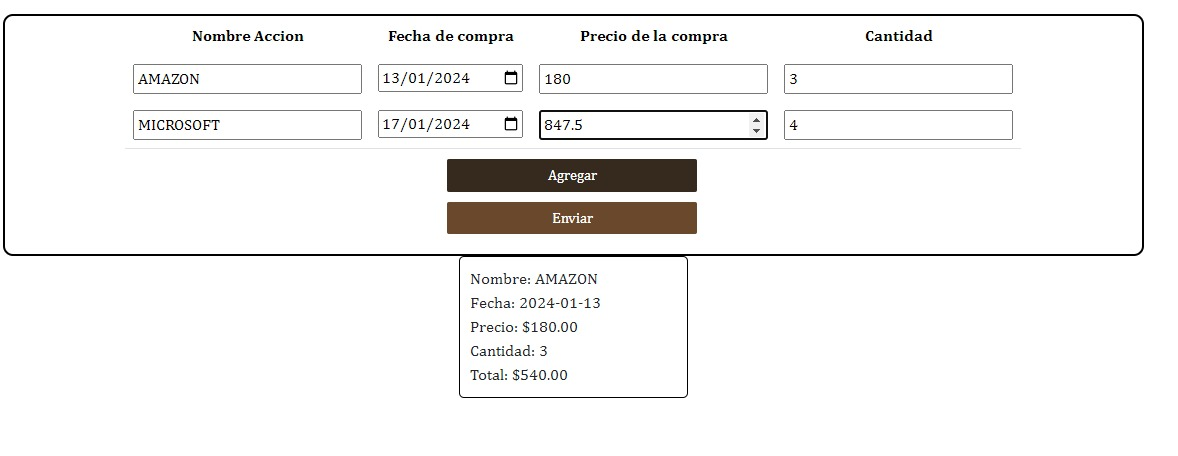 Nombre Accion Fecha de compra Precio de la compra Cantidad
AMAZON 13/01/2024 180 3
MICROSOFT 17/01/2024 847.5 4
Agregar
Enviar
Nombre: AMAZON
Fecha: 2024-01-13
Precio: $180.00
Cantidad: 3
Total: $540.00